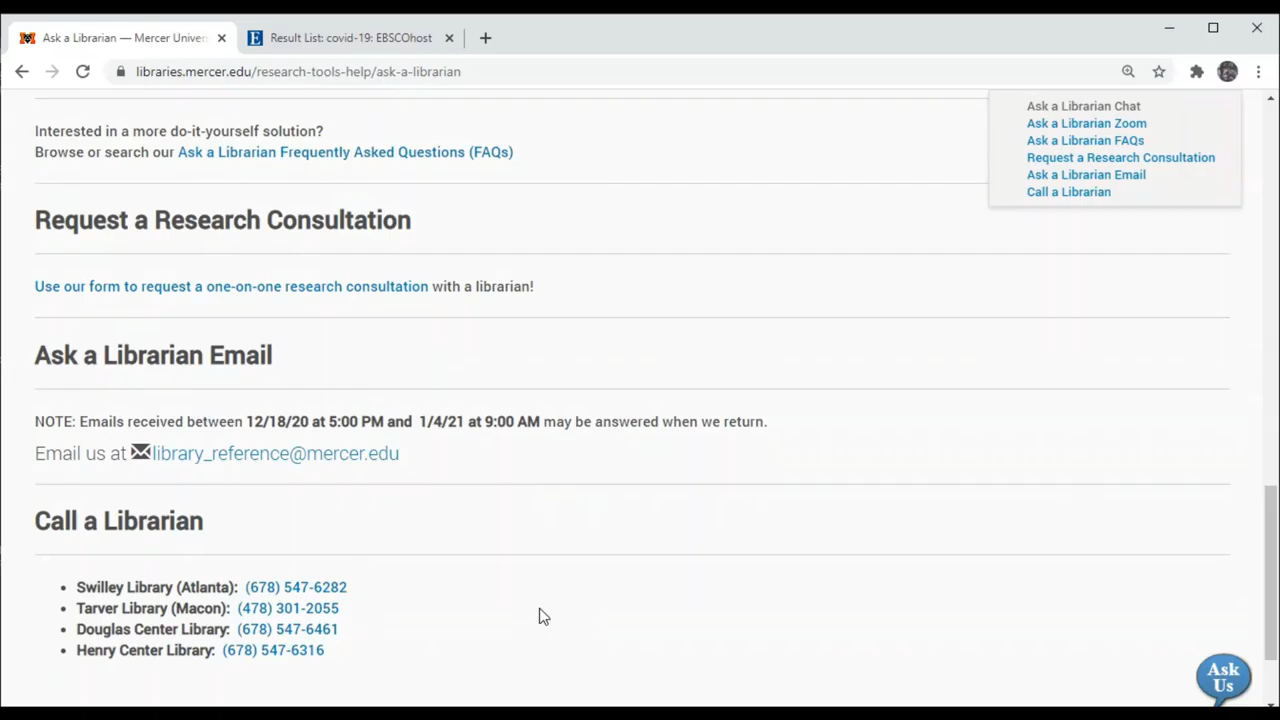 Ask a Librarian — Mercer Univer
Result List: covid-19: EBSCOhost
libraries.mercer.edu/research-tools-help/ask-a-librarian
Ask a Librarian Chat
Ask a Librarian Zoom
Ask a Librarian FAQs
Request a Research Consultation
Ask a Librarian Email
Call a Librarian
Interested in a more do-it-yourself solution?
Browse or search our Ask a Librarian Frequently Asked Questions (FAQs)
Request a Research Consultation
Use our form to request a one-on-one research consultation with a librarian!
Ask a Librarian Email
NOTE: Emails received between 12/18/20 at 5:00 PM and 1/4/21 at 9:00 AM may be answered when we return.
Email us at library_reference@mercer.edu
Call a Librarian
• Swilley Library (Atlanta): (678) 547-6282
• Tarver Library (Macon): (478) 301-2055
• Douglas Center Library: (678) 547-6461
• Henry Center Library: (678) 547-6316
Ask
Us